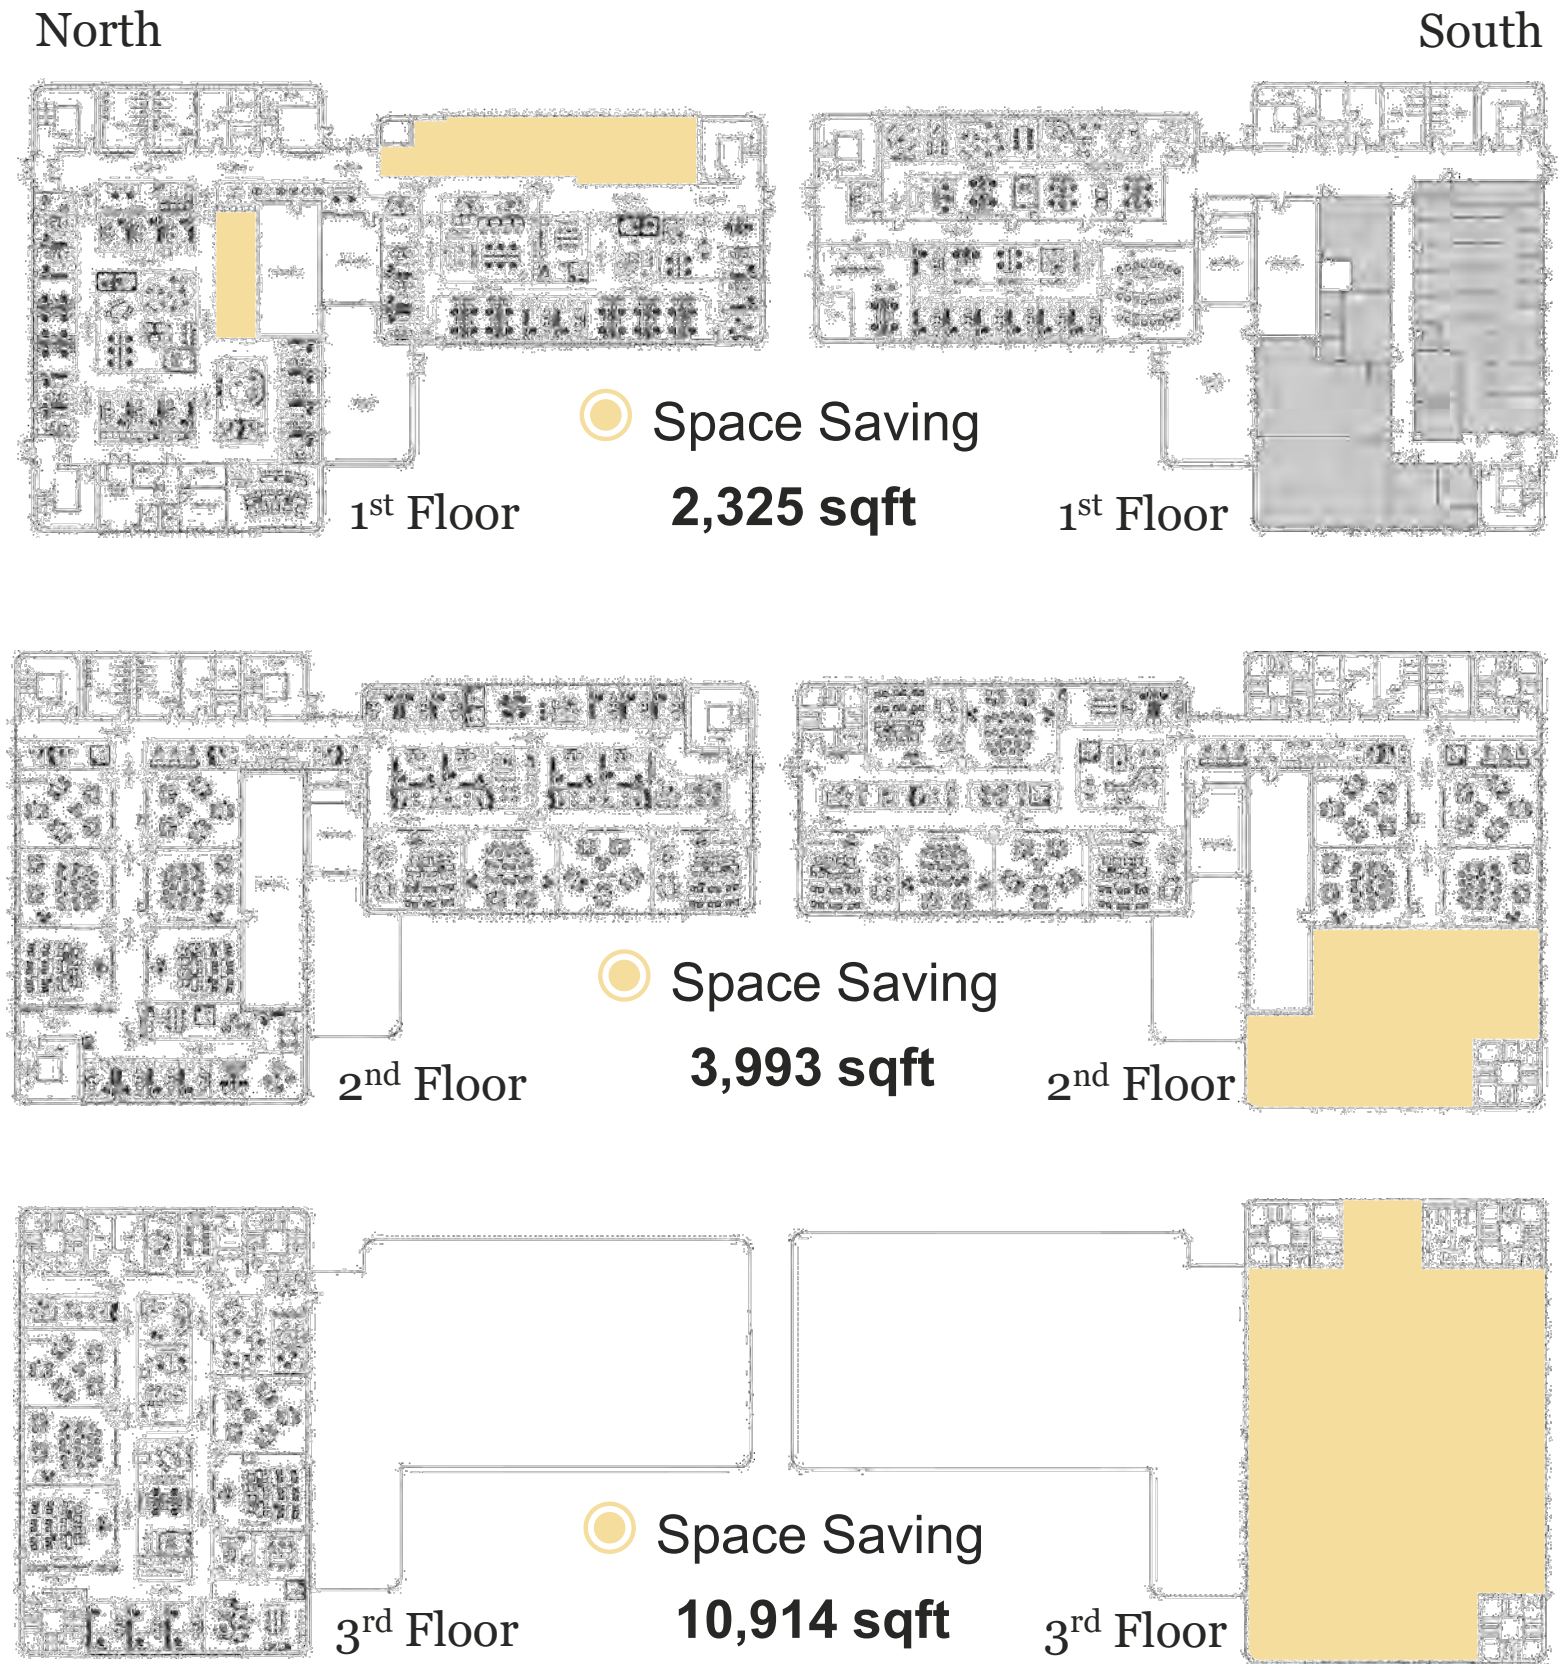 North
South
Space Saving
2,325 sqft
1st Floor
1st Floor
Space Saving
3,993 sqft
2nd Floor
2nd Floor
Space Saving
10,914 sqft
3rd Floor
3rd Floor